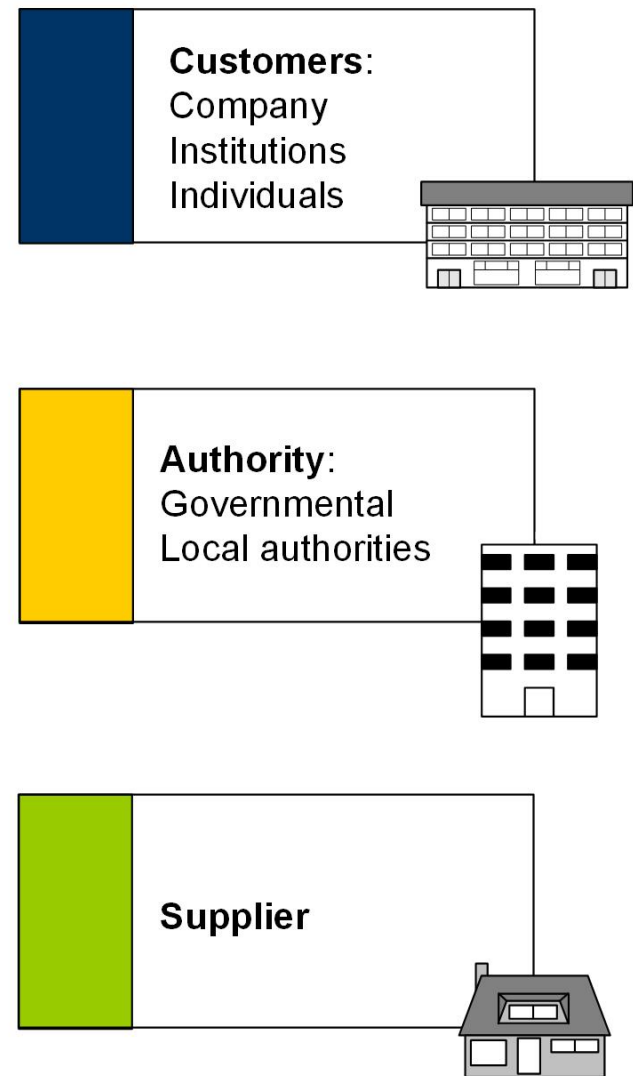 Customers:
Company
Institutions
Individuals
Authority:
Governmental
Local authorities
Supplier